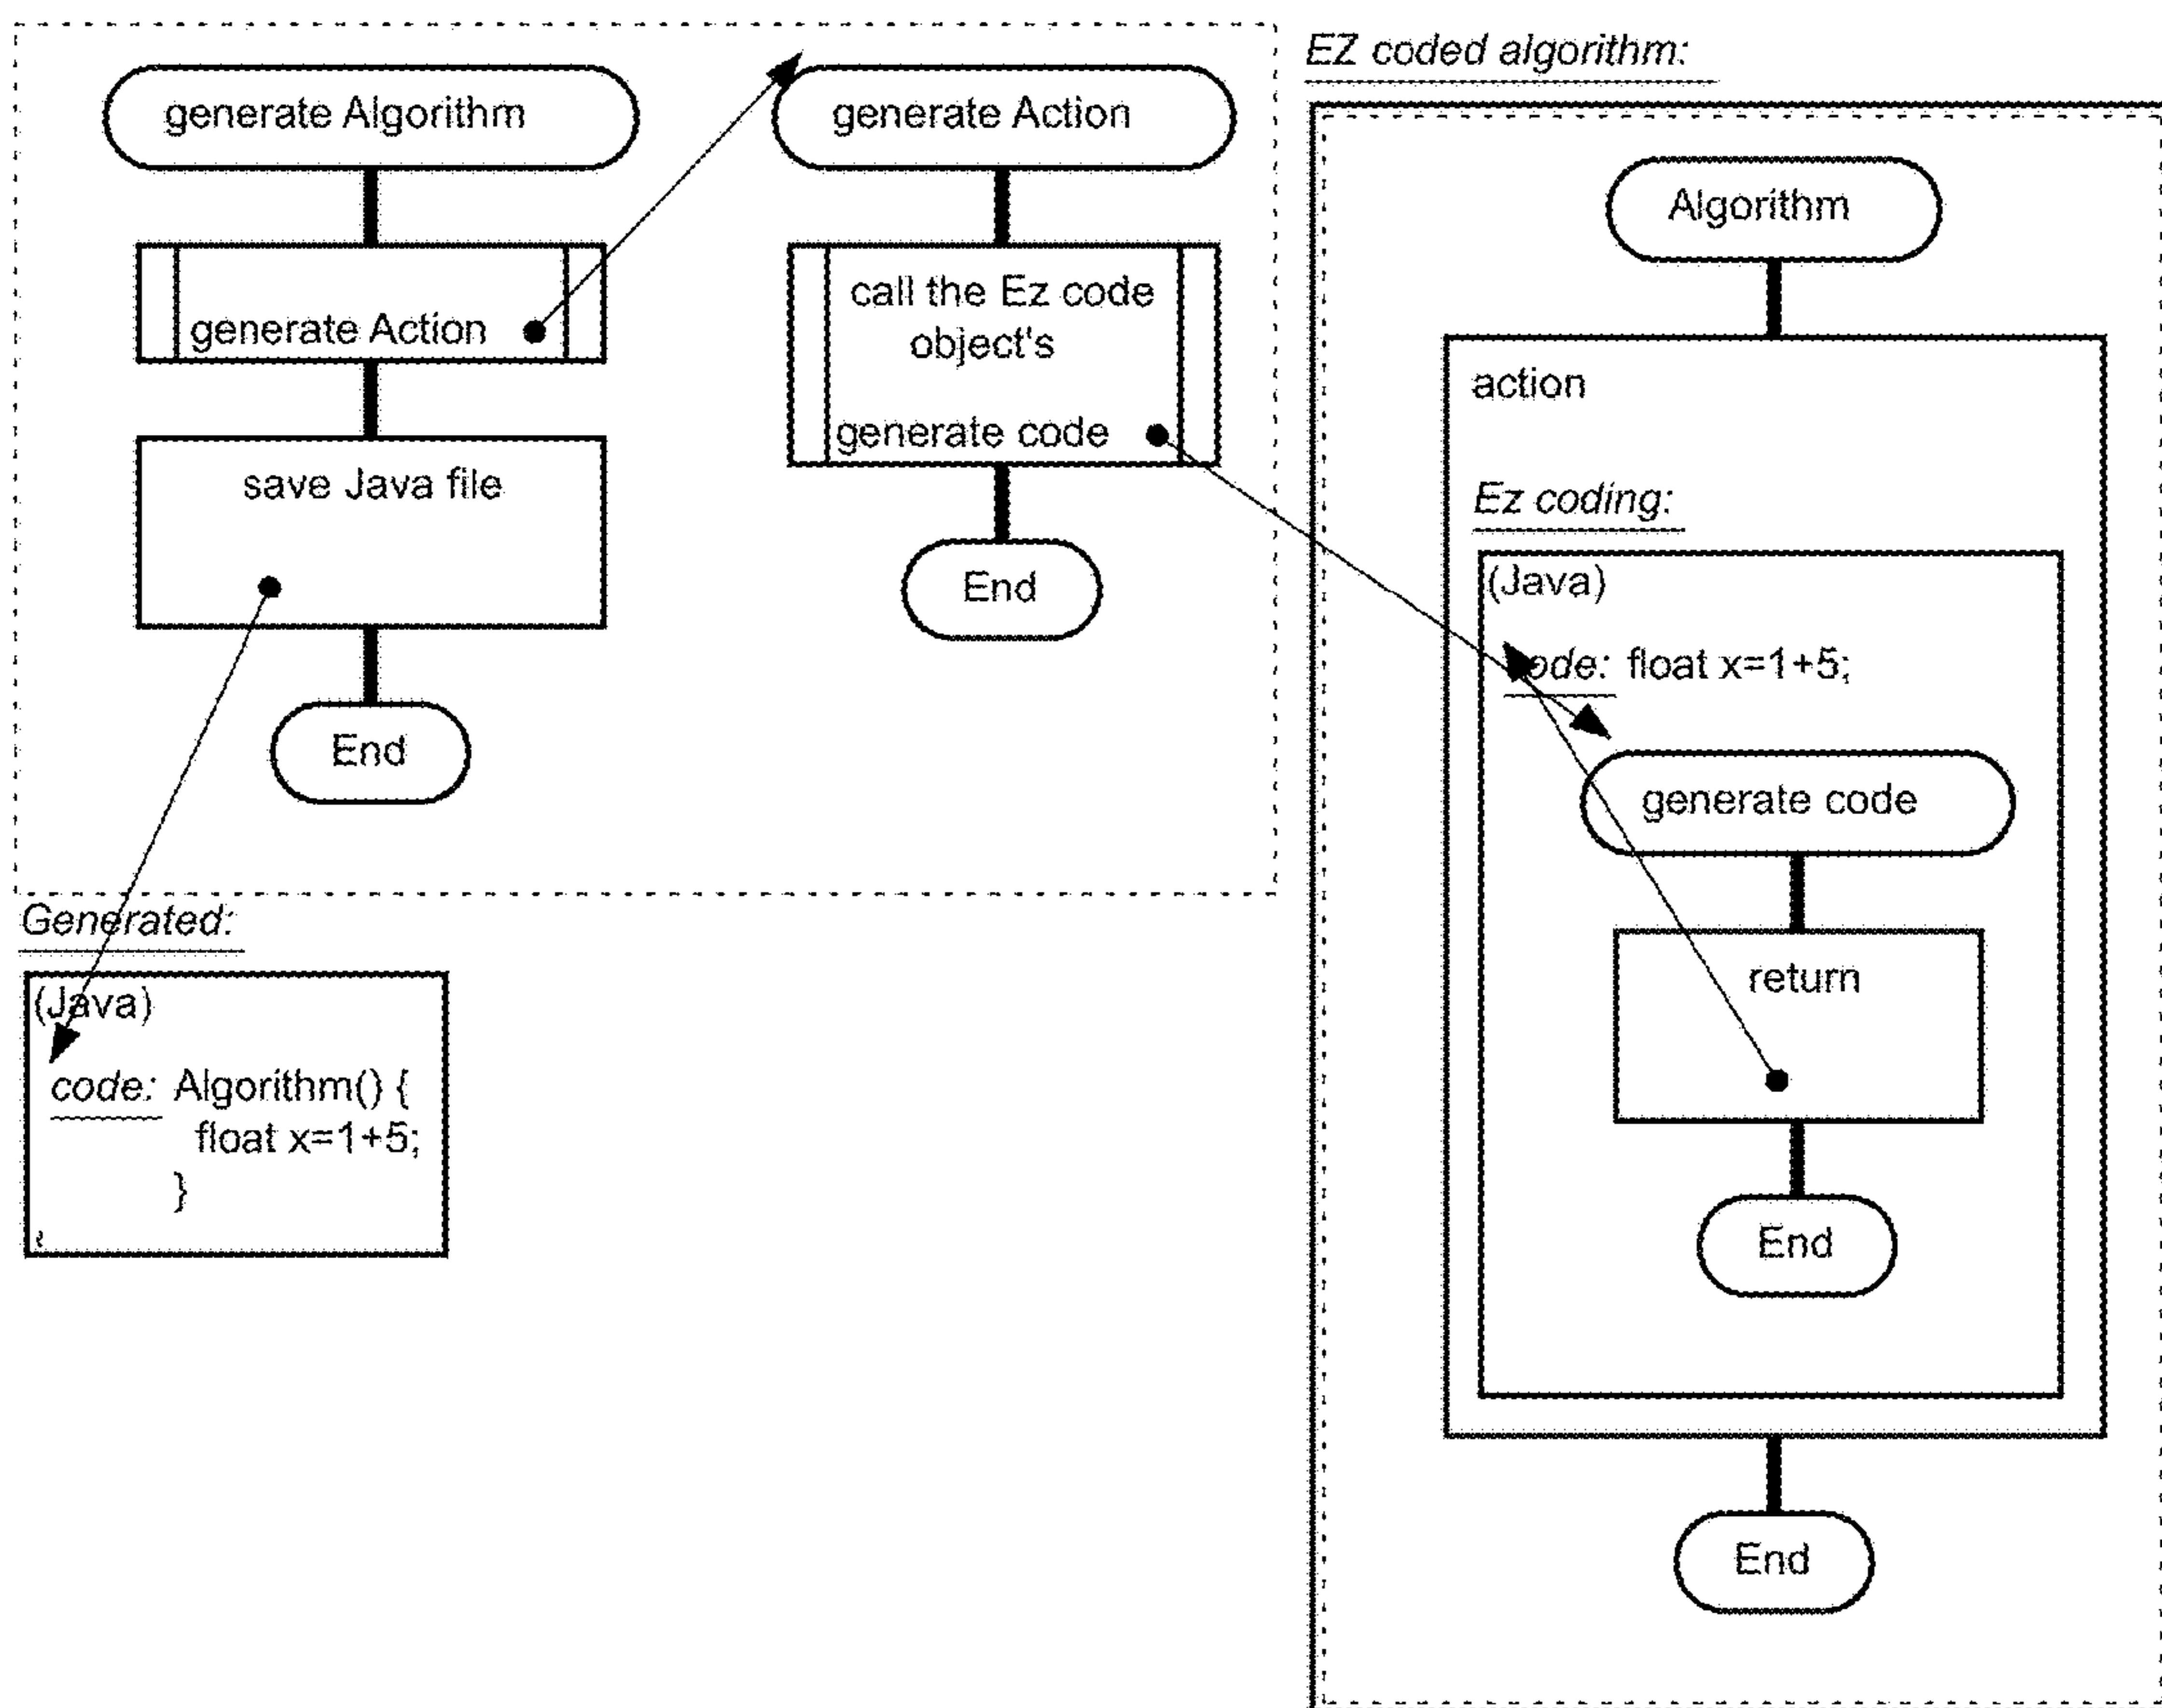 generate Algorithm
generate Action
save Java file
End
generate Action
call the Ez code
object's
generate code
End
Generated:
(Java)
code: Algorithm() {
float x=1+5;
}
EZ coded algorithm:
Algorithm
action
Ez coding:
(Java)
code: float x=1+5;
generate code
return
End
End